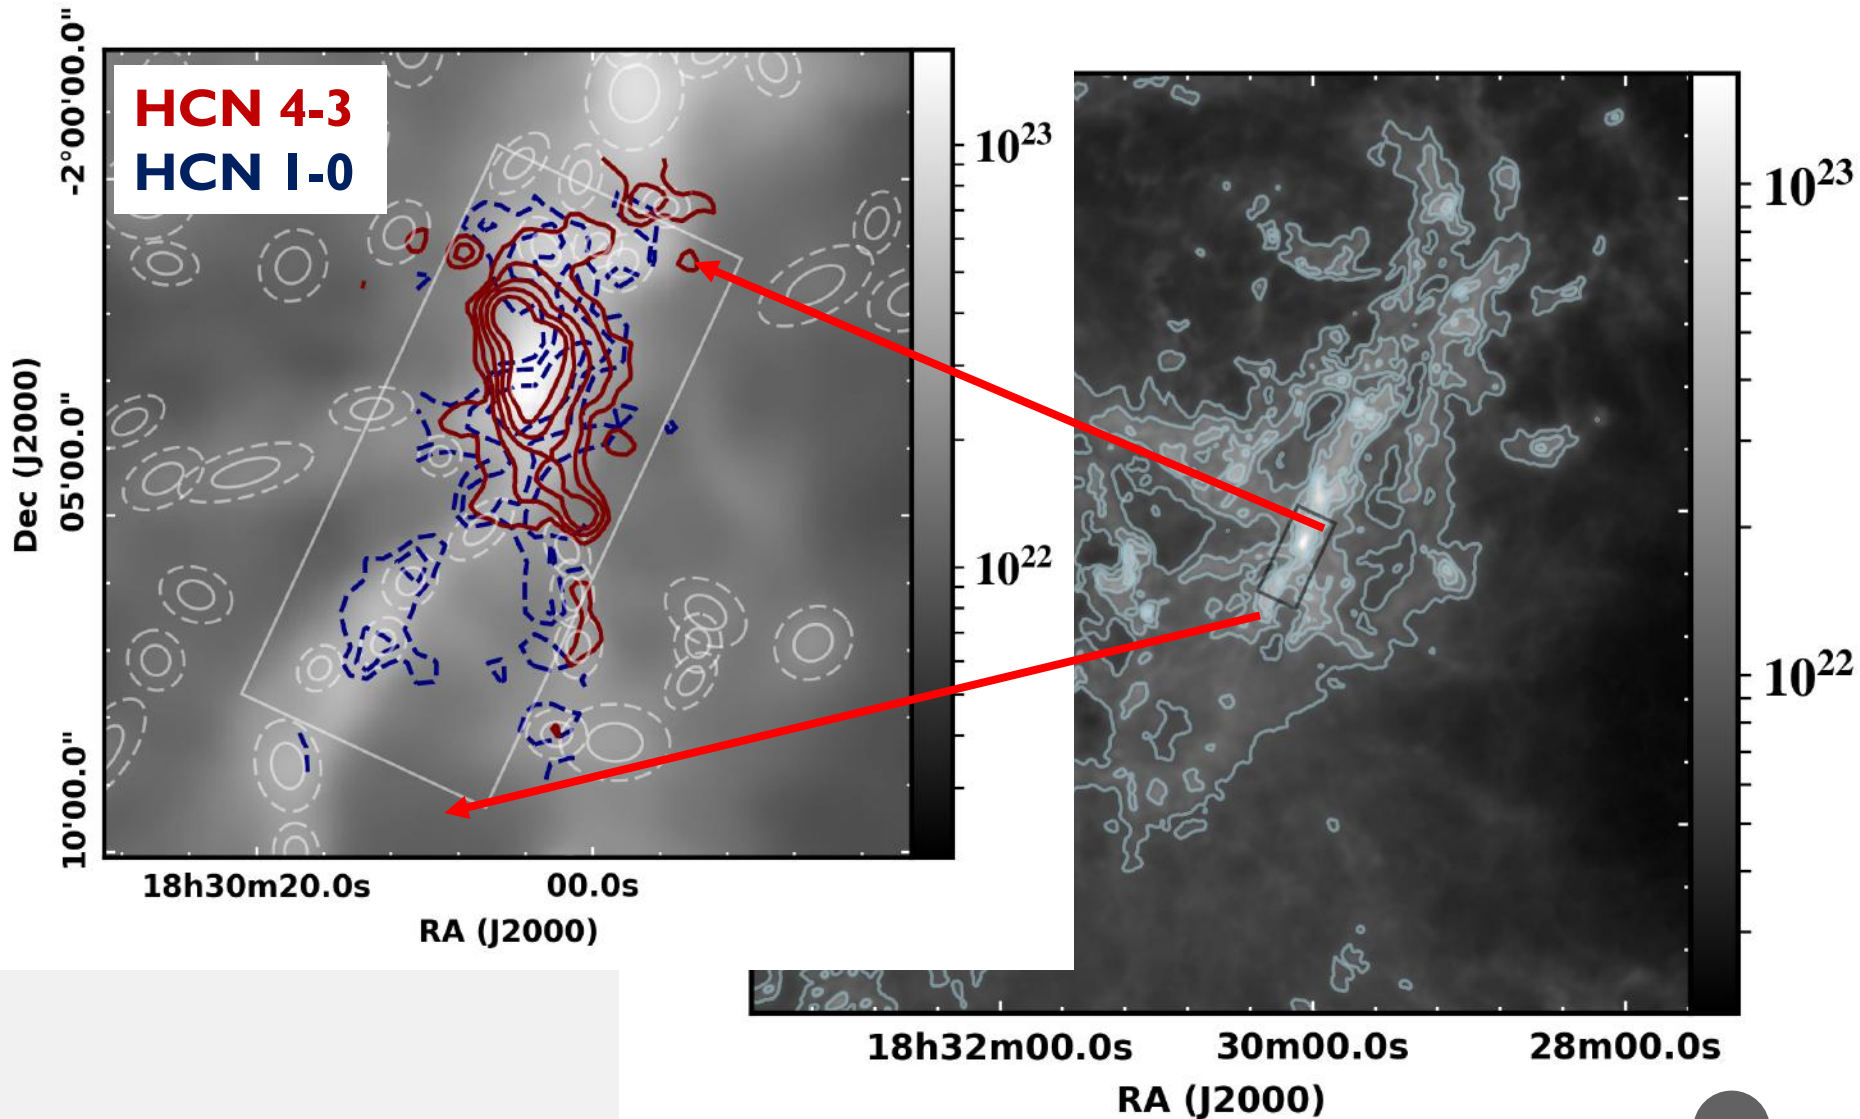 HCN 4-3
HCN 1-0
-2°00'00.0"
05'00.0"
10'00.0"
Dec (J2000)
18h30m20.0s 00.0s
RA (J2000)
10²³
10²²
10²³
10²²
18h32m00.0s 30m00.0s 28m00.0s
RA (J2000)